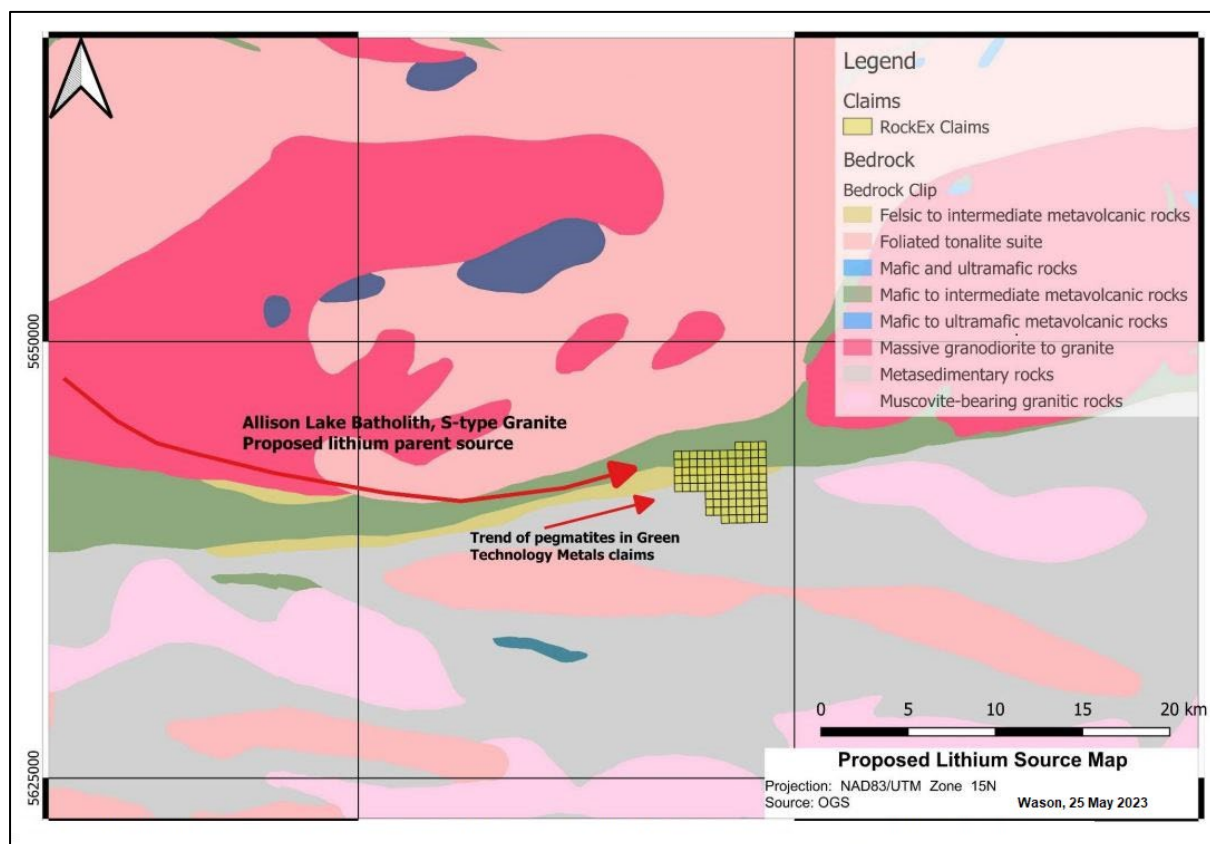 Legend
Claims
RockEx Claims
Bedrock
Bedrock Clip
Felsic to intermediate metavolcanic rocks
Foliated tonalite suite
Mafic and ultramafic rocks
Mafic to intermediate metavolcanic rocks
Mafic to ultramafic metavolcanic rocks
Massive granodiorite to granite
Metasedimentary rocks
Muscovite-bearing granitic rocks
5650000
Allison Lake Batholith, S-type Granite
Proposed lithium parent source
Trend of pegmatites in Green
Technology Metals claims
0 5 10 15 20 km
5625000
Proposed Lithium Source Map
Projection: NAD83/UTM Zone 15N
Source: OGS Wason, 25 May 2023